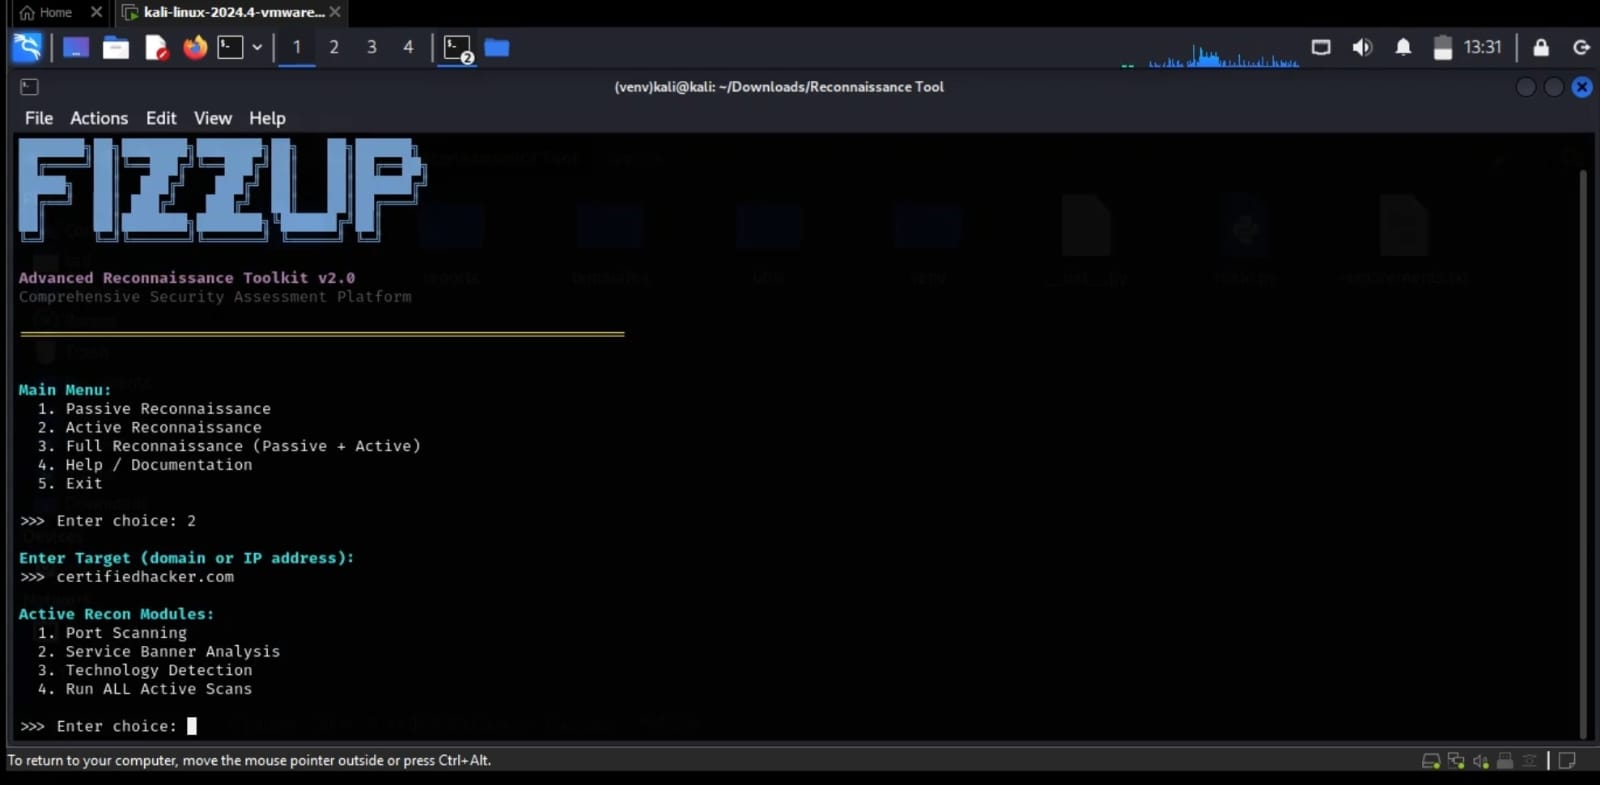 Home
kali-linux-2024.4-vmware...
1 2 3 4 2 13:31
(venv)kali@kali: ~/Downloads/Reconnaissance Tool
File Actions Edit View Help
FIZZUP
Advanced Reconnaissance Toolkit v2.0
Comprehensive Security Assessment Platform
Main Menu:
1. Passive Reconnaissance
2. Active Reconnaissance
3. Full Reconnaissance (Passive + Active)
4. Help / Documentation
5. Exit
>>> Enter choice: 2
Enter Target (domain or IP address):
>>> certifiedhacker.com
Active Recon Modules:
1. Port Scanning
2. Service Banner Analysis
3. Technology Detection
4. Run ALL Active Scans
>>> Enter choice:
To return to your computer, move the mouse pointer outside or press Ctrl+Alt.